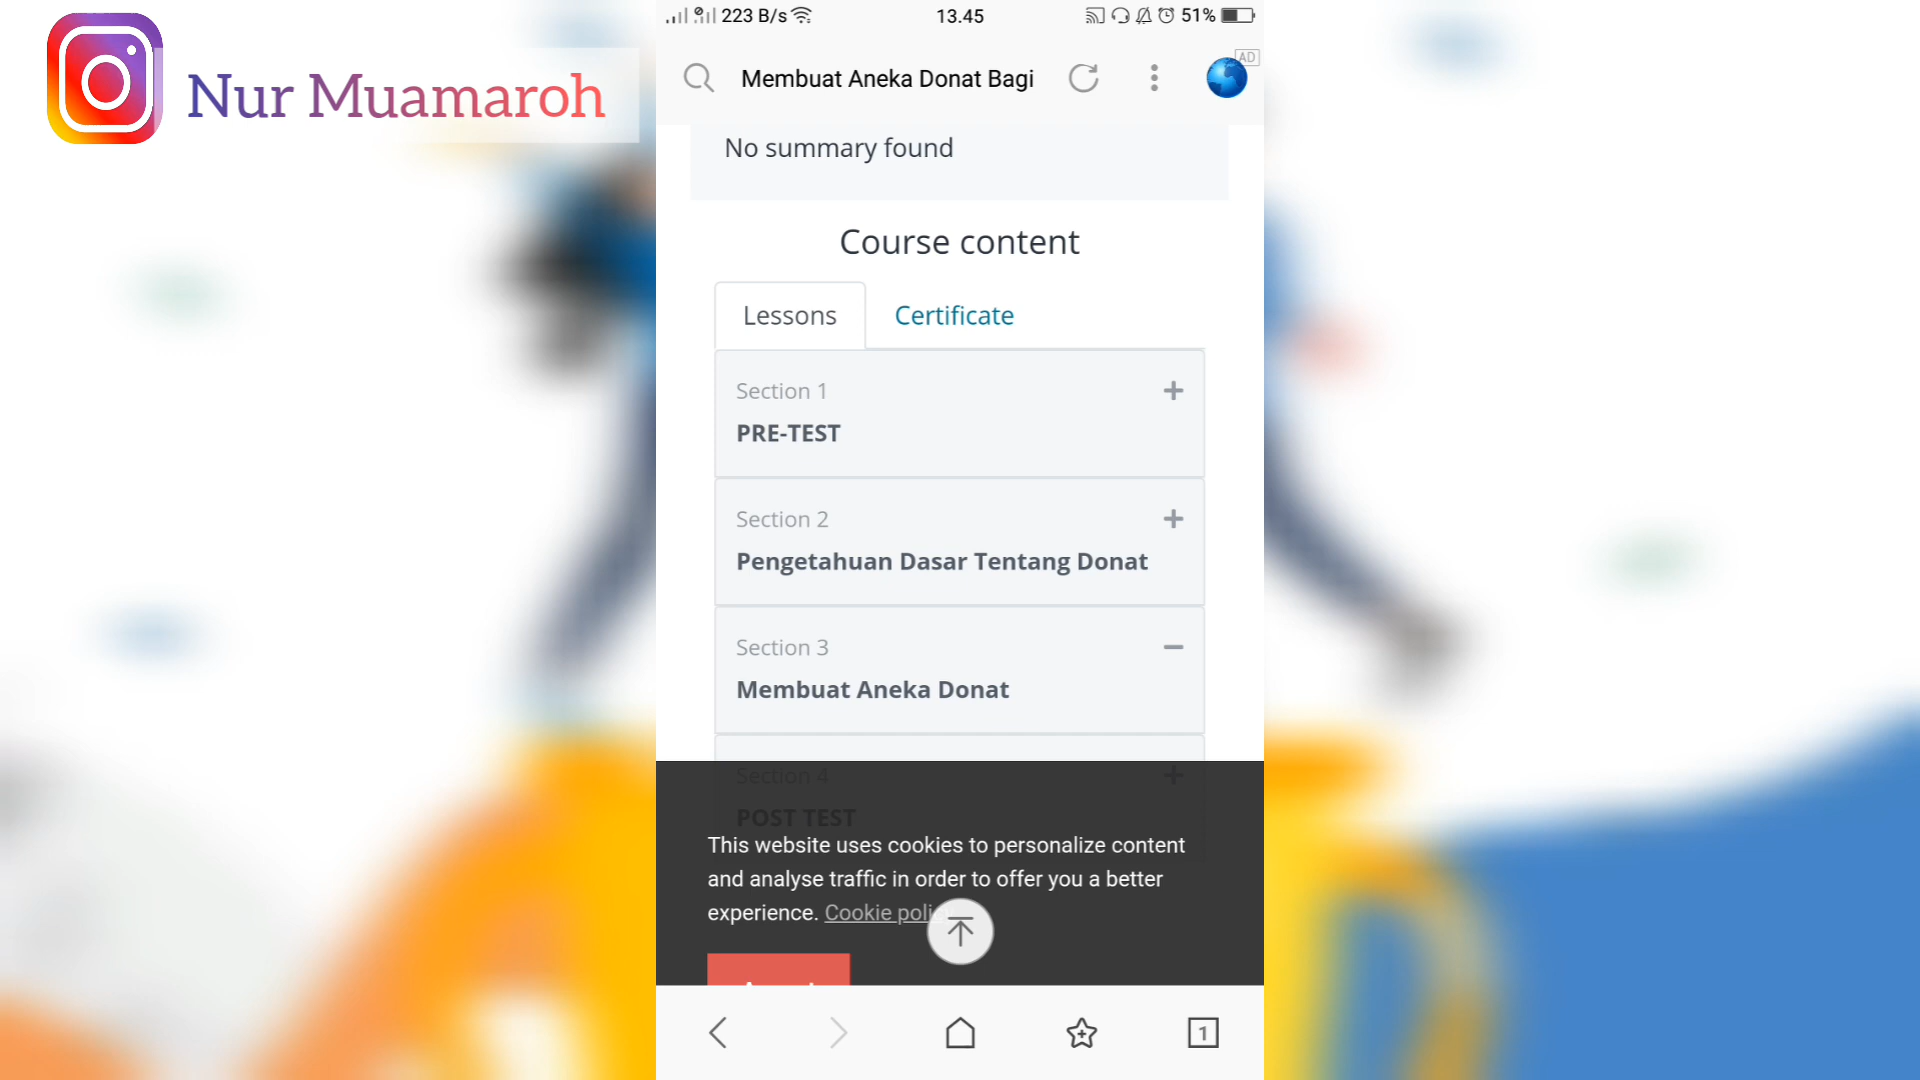 Nur Muamaroh
223 B/s
13.45
51%
Membuat Aneka Donat Bagi
AD
No summary found
Course content
Lessons
Certificate
Section 1
PRE-TEST
Section 2
Pengetahuan Dasar Tentang Donat
Section 3
Membuat Aneka Donat
Section 4
POST TEST
This website uses cookies to personalize content
and analyse traffic in order to offer you a better
experience. Cookie poli
1